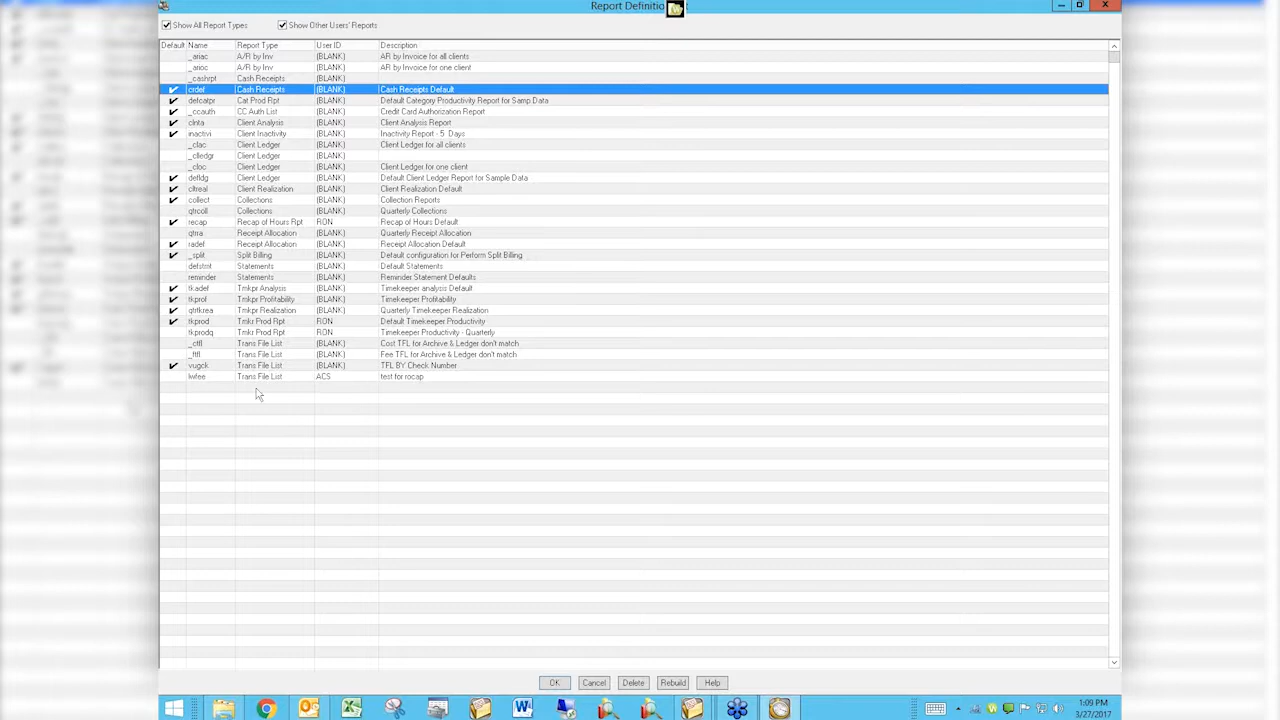 Report Definitio
Show All Report Types Show Other Users' Reports
Default Name Report Type User ID Description
_ariac A/R by Inv (BLANK) AR by Invoice for all clients
_arioc A/R by Inv (BLANK) AR by Invoice for one client
_cashrpt Cash Receipts (BLANK)
crdef Cash Receipts (BLANK) Cash Receipts Default
defcatpr Cat Prod Rpt (BLANK) Default Category Productivity Report for Samp Data
_ccauth CC Auth List (BLANK) Credit Card Authorization Report
clnta Client Analysis (BLANK) Client Analysis Report
inactivi Client Inactivity (BLANK) Inactivity Report - 5 Days
_clac Client Ledger (BLANK) Client Ledger for all clients
_clledgr Client Ledger (BLANK)
_cloc Client Ledger (BLANK) Client Ledger for one client
defldg Client Ledger (BLANK) Default Client Ledger Report for Sample Data
cltreal Client Realization (BLANK) Client Realization Default
collect Collections (BLANK) Collection Reports
qtrcoll Collections (BLANK) Quarterly Collections
recap Recap of Hours Rpt RON Recap of Hours Default
qtrra Receipt Allocation (BLANK) Quarterly Receipt Allocation
radef Receipt Allocation (BLANK) Receipt Allocation Default
_split Split Billing (BLANK) Default configuration for Perform Split Billing
defstmt Statements (BLANK) Default Statements
reminder Statements (BLANK) Reminder Statement Defaults
tkadef Tmkpr Analysis (BLANK) Timekeeper analysis Default
tkprof Tmkpr Profitability (BLANK) Timekeeper Profitability
qtrtkrea Tmkpr Realization (BLANK) Quarterly Timekeeper Realization
tkprod Tmkr Prod Rpt RON Default Timekeeper Productivity
tkprodq Tmkr Prod Rpt RON Timekeeper Productivity - Quarterly
_ctfl Trans File List (BLANK) Cost TFL for Archive & Ledger don't match
_ftfl Trans File List (BLANK) Fee TFL for Archive & Ledger don't match
vugck Trans File List (BLANK) TFL BY Check Number
lwfee Trans File List ACS test for rocap
OK Cancel Delete Rebuild Help
1:09 PM
3/27/2017